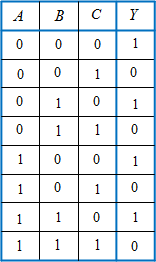 A B C Y
0 0 0 1
0 0 1 0
0 1 0 1
0 1 1 0
1 0 0 1
1 0 1 0
1 1 0 1
1 1 1 0